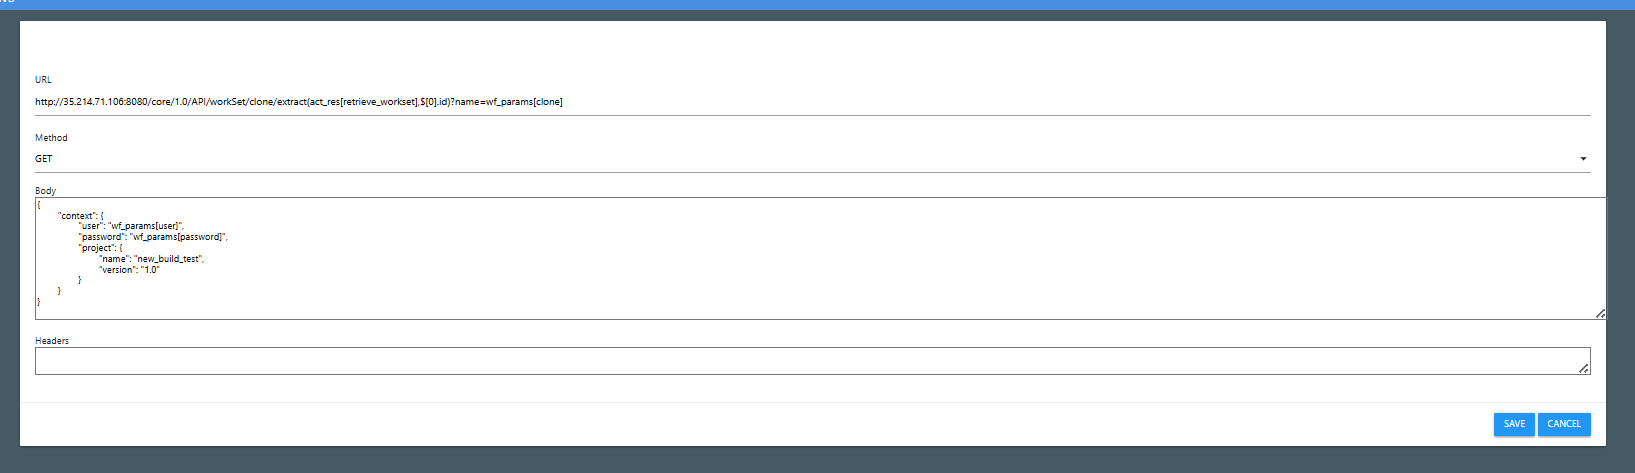 URL
http://35.214.71.106:8080/core/1.0/API/workSet/clone/extract(act_res[retrieve_workset],$[0].id)?name=wf_params[clone]
Method
GET
Body
{
"context": {
"user": "wf_params[user]",
"password": "wf_params[password]",
"project": {
"name": "new_build_test",
"version": "1.0"
}
}
}
Headers
SAVE CANCEL